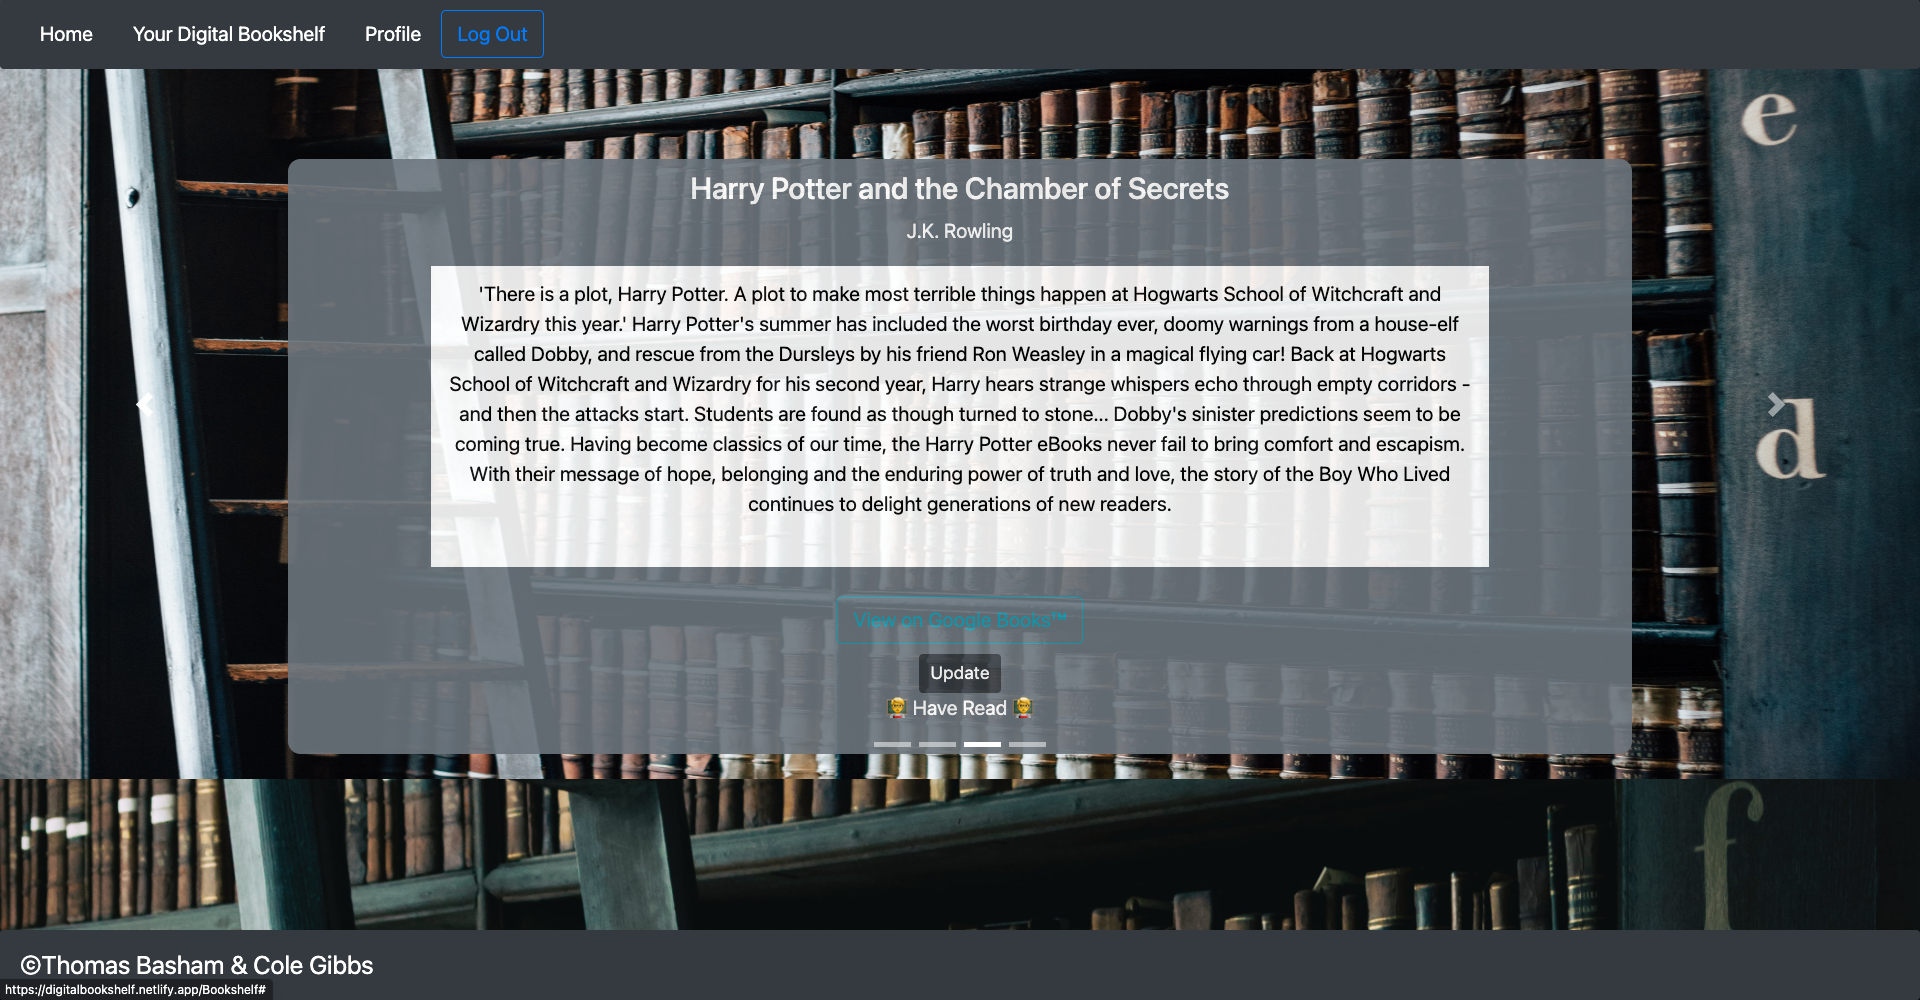 Home Your Digital Bookshelf Profile Log Out
e
Harry Potter and the Chamber of Secrets
J.K. Rowling
'There is a plot, Harry Potter. A plot to make most terrible things happen at Hogwarts School of Witchcraft and
Wizardry this year.' Harry Potter's summer has included the worst birthday ever, doomy warnings from a house-elf
called Dobby, and rescue from the Dursleys by his friend Ron Weasley in a magical flying car! Back at Hogwarts
School of Witchcraft and Wizardry for his second year, Harry hears strange whispers echo through empty corridors -
and then the attacks start. Students are found as though turned to stone... Dobby's sinister predictions seem to be
coming true. Having become classics of our time, the Harry Potter eBooks never fail to bring comfort and escapism.
With their message of hope, belonging and the enduring power of truth and love, the story of the Boy Who Lived
continues to delight generations of new readers.
d
View on Google Books™
Update
🧝 Have Read 🧝
f
©Thomas Basham & Cole Gibbs
https://digitalbookshelf.netlify.app/Bookshelf#